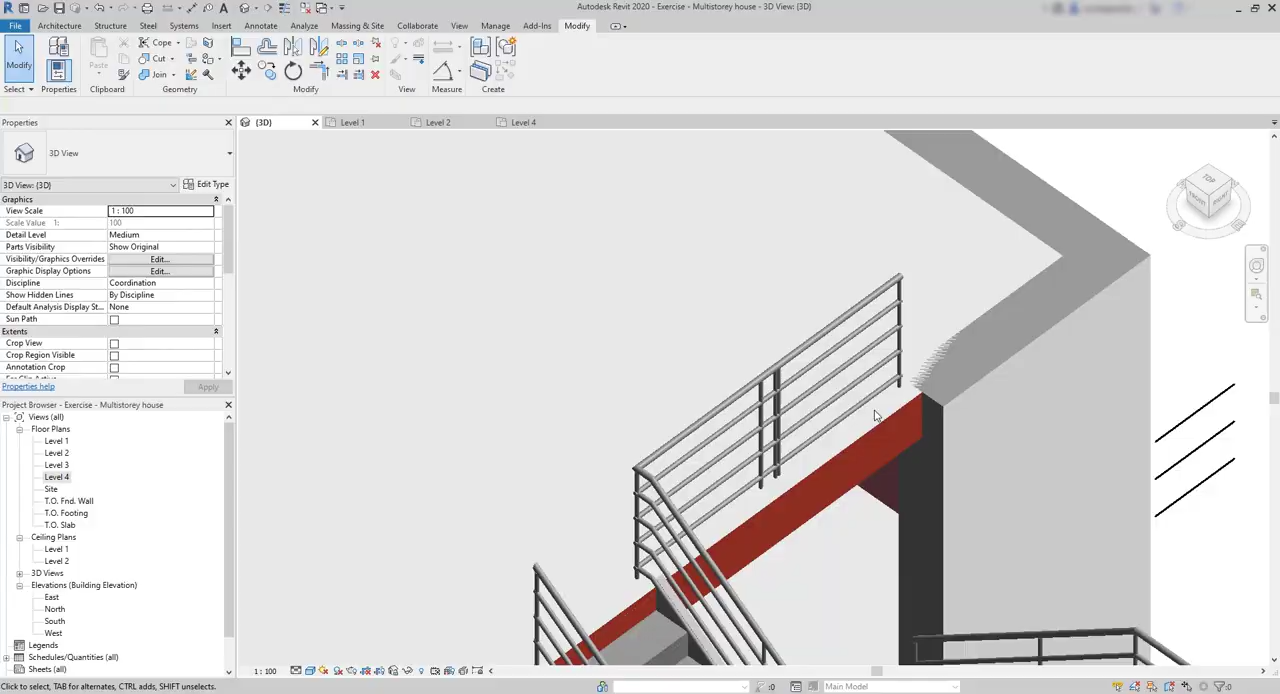 Autodesk Revit 2020 - Exercise - Multistorey house - 3D View: {3D}
File Architecture Structure Steel Systems Insert Annotate Analyze Massing & Site Collaborate View Manage Add-Ins Modify
Modify Paste Cope Cut Join
Select Properties Clipboard Geometry Modify View Measure Create
Properties
{3D} Level 1 Level 2 Level 4
3D View
3D View: {3D} Edit Type
Graphics
View Scale 1 : 100
Scale Value 1: 100
Detail Level Medium
Parts Visibility Show Original
Visibility/Graphics Overrides Edit...
Graphic Display Options Edit...
Discipline Coordination
Show Hidden Lines By Discipline
Default Analysis Display St... None
Sun Path
Extents
Crop View
Crop Region Visible
Annotation Crop
Properties help Apply
Project Browser - Exercise - Multistorey house
Views (all)
Floor Plans
Level 1
Level 2
Level 3
Level 4
Site
T.O. Fnd. Wall
T.O. Footing
T.O. Slab
Ceiling Plans
Level 1
Level 2
3D Views
Elevations (Building Elevation)
East
North
South
West
Legends
Schedules/Quantities (all)
Sheets (all)
TOP
FRONT RIGHT
1 : 100
Click to select, TAB for alternates, CTRL adds, SHIFT unselects. :0 Main Model :0